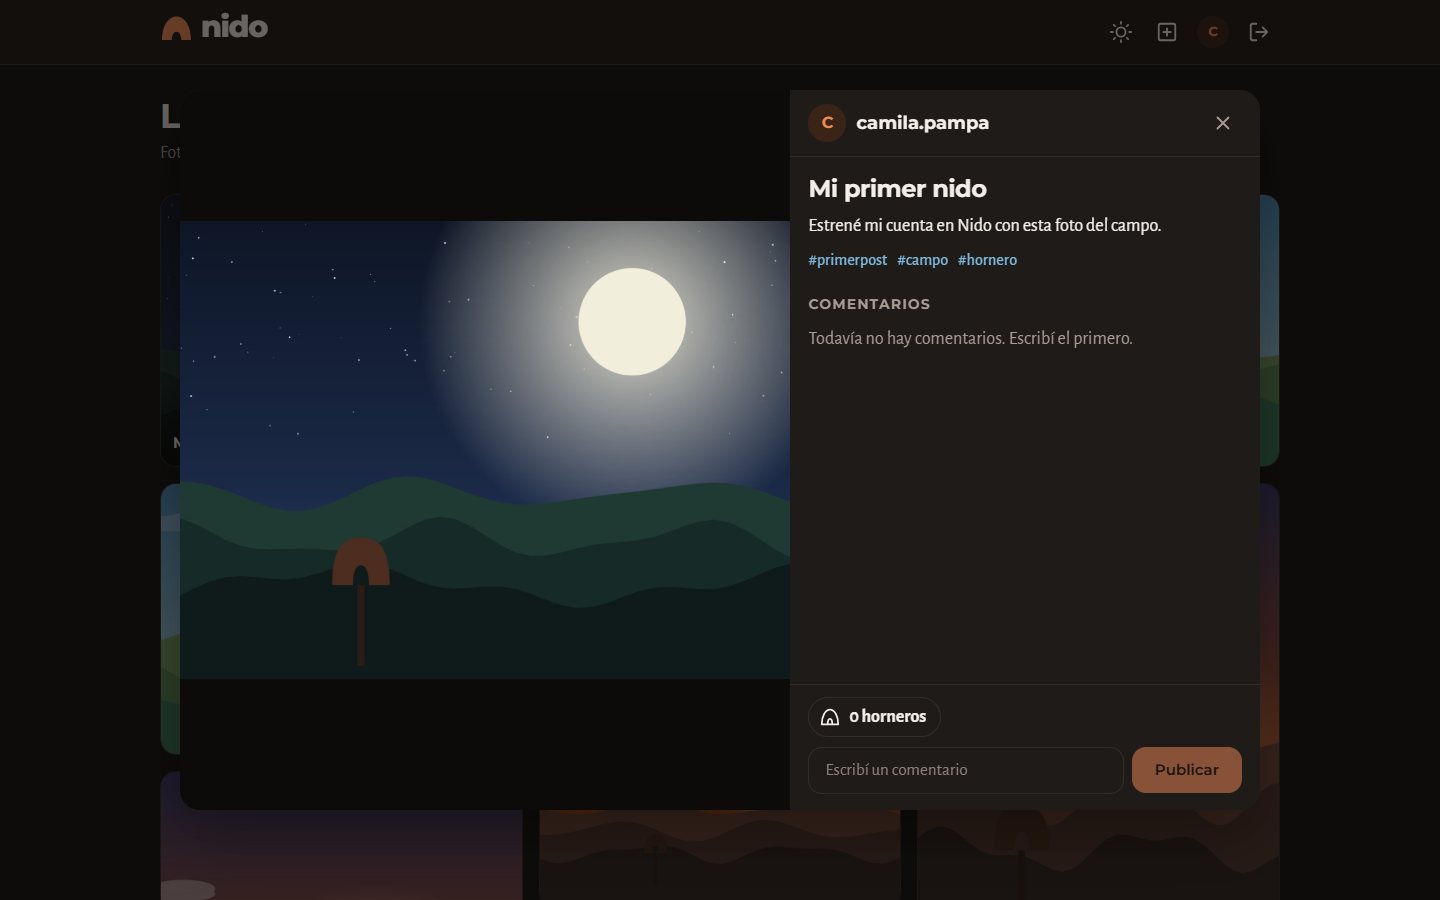 nido
C
L
Fot
C
camila.pampa
Mi primer nido
Estrené mi cuenta en Nido con esta foto del campo.
#primerpost #campo #hornero
COMENTARIOS
Todavía no hay comentarios. Escribí el primero.
M
0 horneros
Escribí un comentario
Publicar